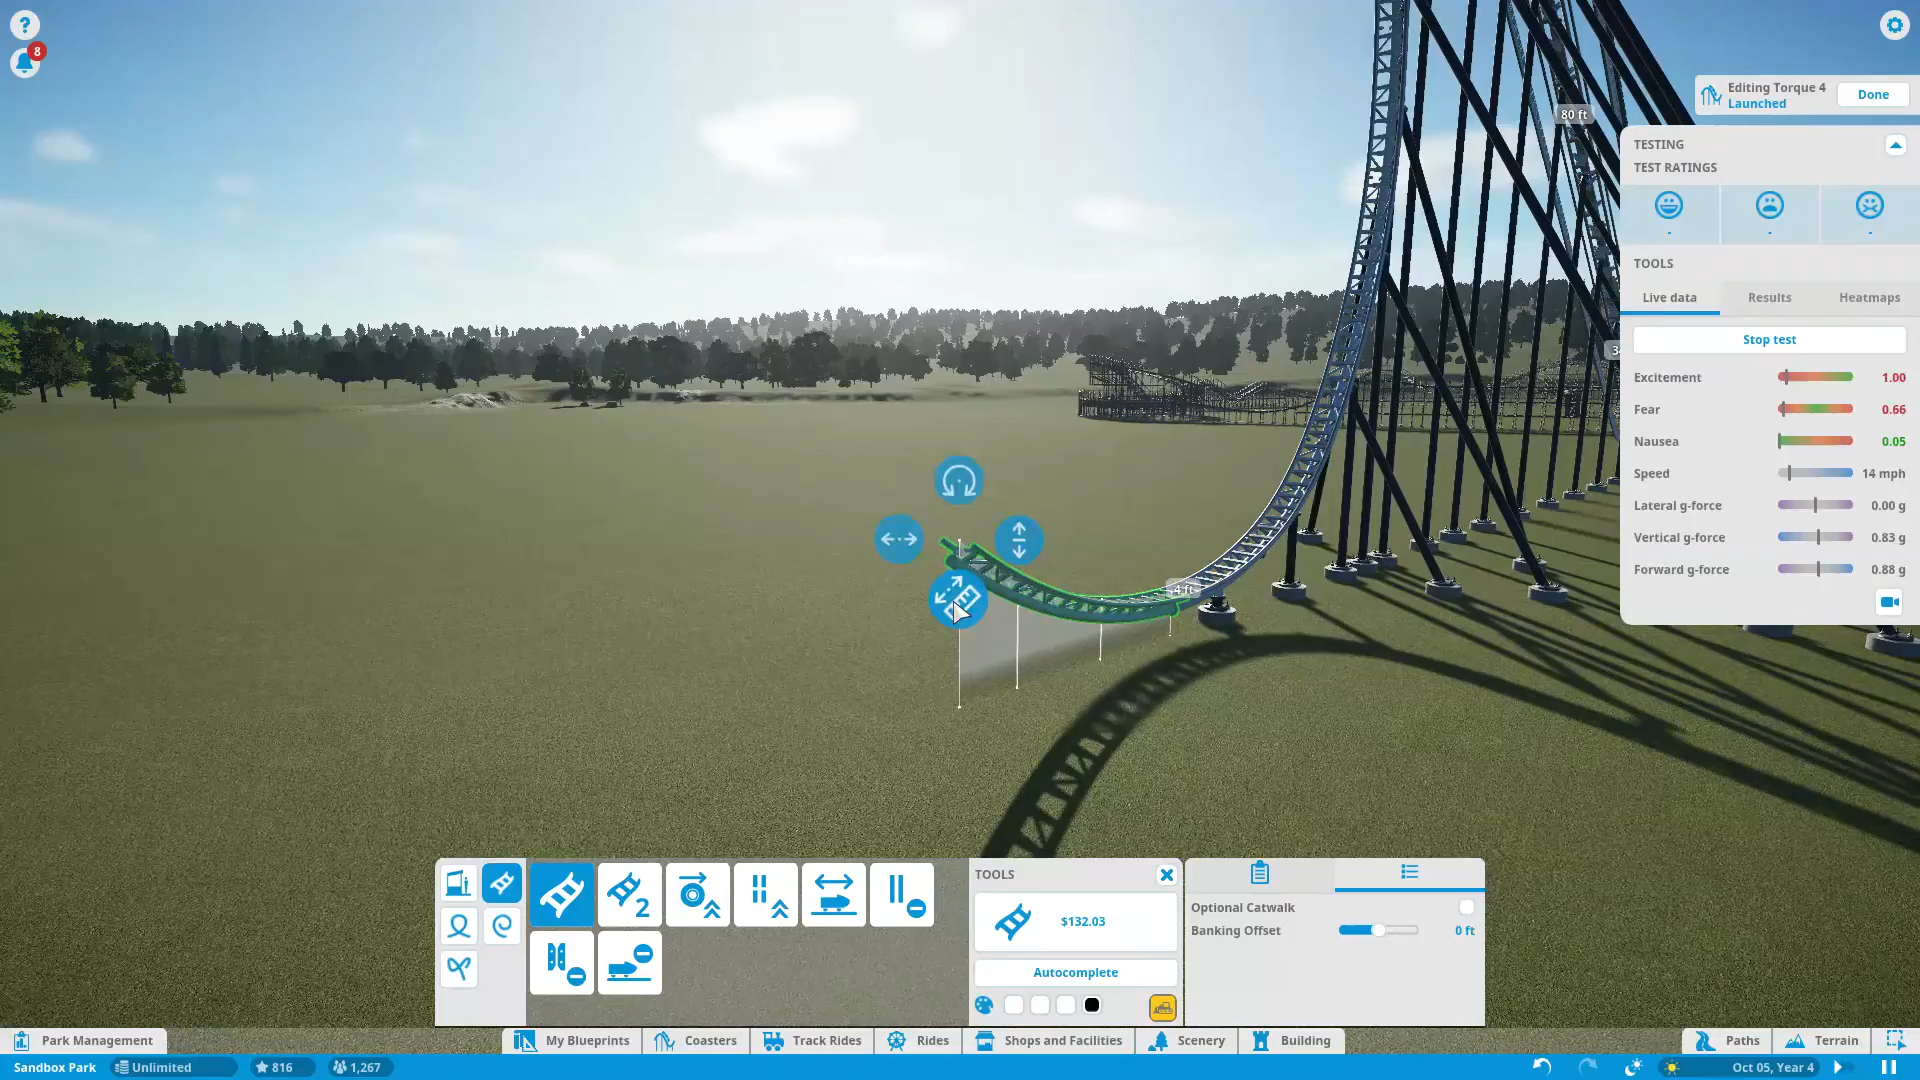 ?
8
Editing Torque 4
Launched
Done
80 ft
TESTING
TEST RATINGS
-
-
-
TOOLS
Live data
Results
Heatmaps
Stop test
Excitement
1.00
Fear
0.66
Nausea
0.05
Speed
14 mph
Lateral g-force
0.00 g
Vertical g-force
0.83 g
Forward g-force
0.88 g
4 ft
2
TOOLS
$132.03
Autocomplete
Optional Catwalk
Banking Offset
0 ft
Park Management
My Blueprints
Coasters
Track Rides
Rides
Shops and Facilities
Scenery
Building
Paths
Terrain
Sandbox Park
Unlimited
816
1,267
Oct 05, Year 4